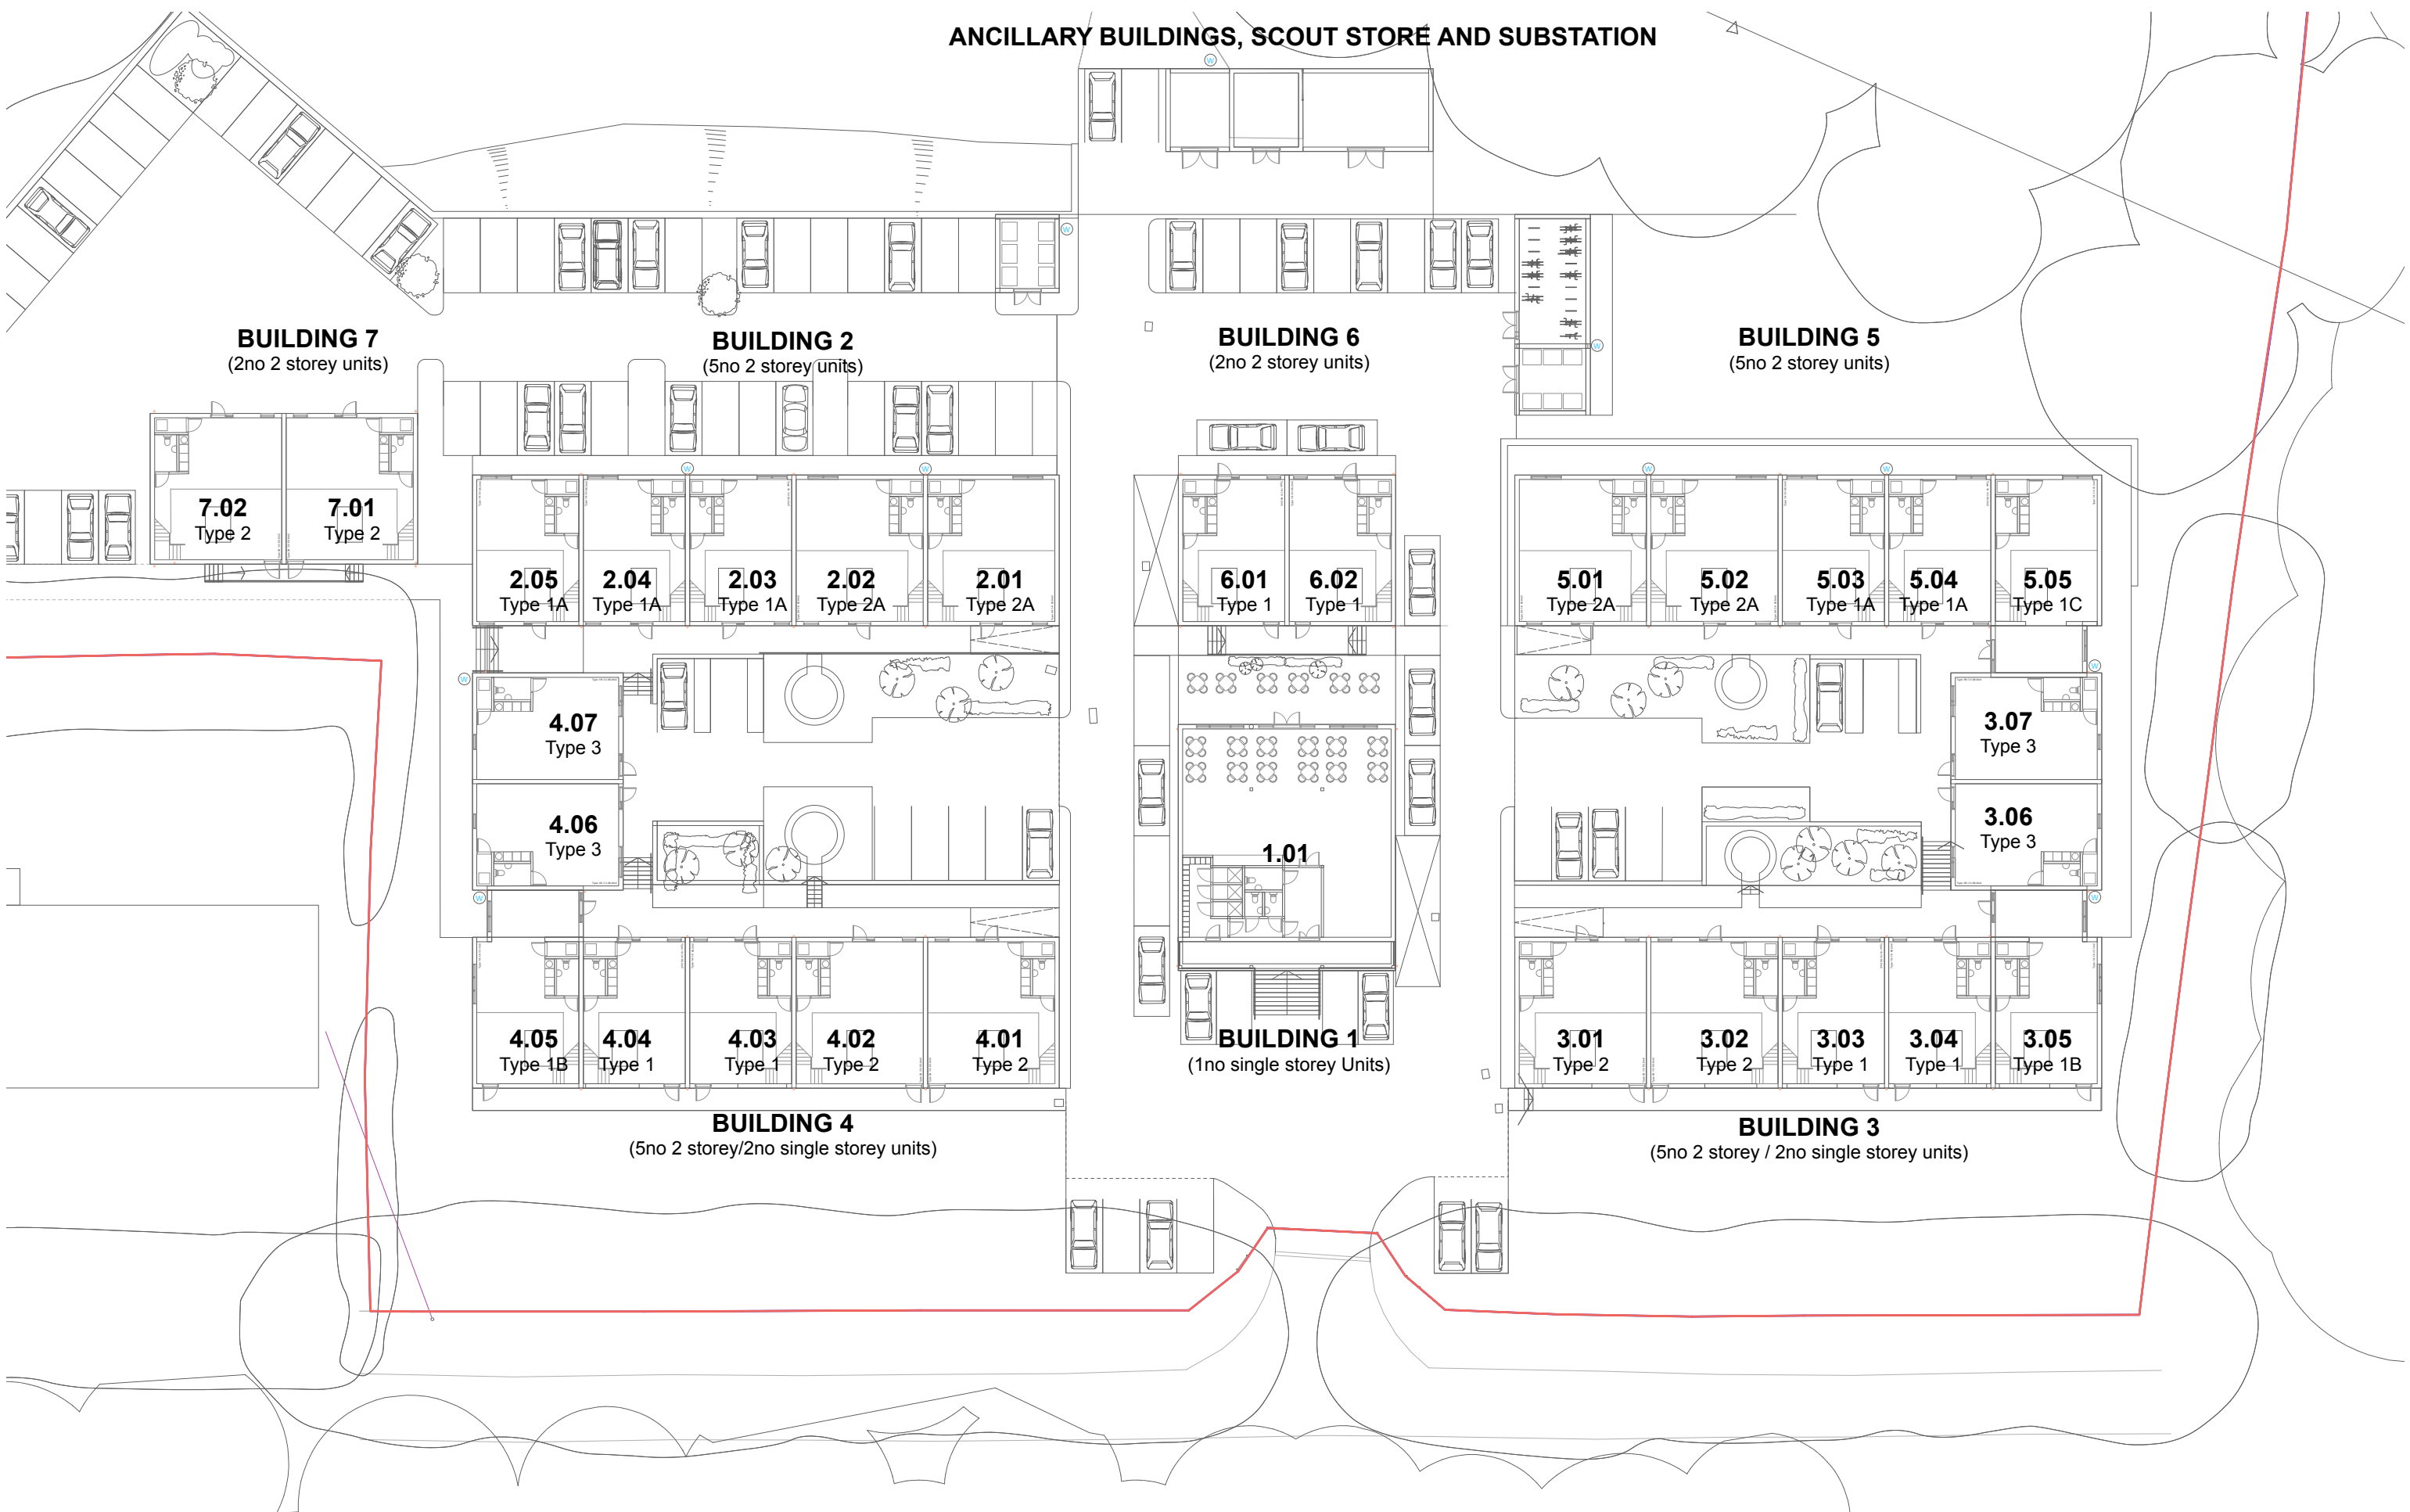 ANCILLARY BUILDINGS, SCOUT STORE AND SUBSTATION
W
W
W
BUILDING 7
(2no 2 storey units)
BUILDING 2
(5no 2 storey units)
BUILDING 6
(2no 2 storey units)
BUILDING 5
(5no 2 storey units)
W
W
W
W
7.02
Type 2
7.01
Type 2
2.05
Type 1A
2.04
Type 1A
2.03
Type 1A
2.02
Type 2A
2.01
Type 2A
6.01
Type 1
6.02
Type 1
5.01
Type 2A
5.02
Type 2A
5.03
Type 1A
5.04
Type 1A
5.05
Type 1C
W
W
4.07
Type 3
3.07
Type 3
4.06
Type 3
1.01
3.06
Type 3
W
W
4.05
Type 1B
4.04
Type 1
4.03
Type 1
4.02
Type 2
4.01
Type 2
BUILDING 1
(1no single storey Units)
3.01
Type 2
3.02
Type 2
3.03
Type 1
3.04
Type 1
3.05
Type 1B
BUILDING 4
(5no 2 storey/2no single storey units)
BUILDING 3
(5no 2 storey / 2no single storey units)